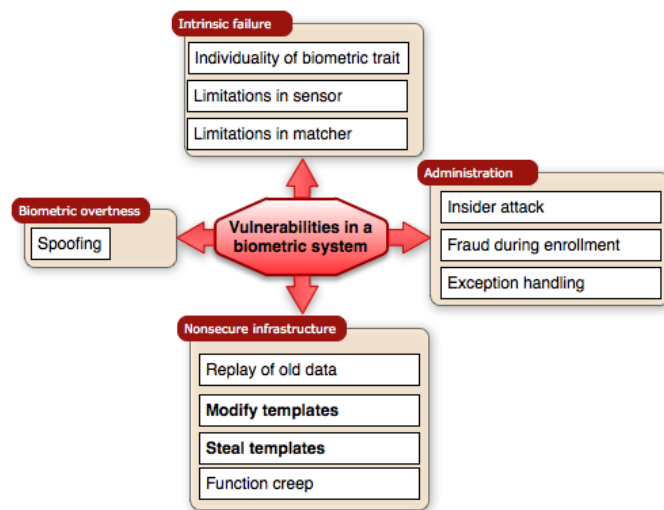 Intrinsic failure
Individuality of biometric trait
Limitations in sensor
Limitations in matcher
Biometric overtness
Spoofing
Vulnerabilities in a
biometric system
Administration
Insider attack
Fraud during enrollment
Exception handling
Nonsecure infrastructure
Replay of old data
Modify templates
Steal templates
Function creep